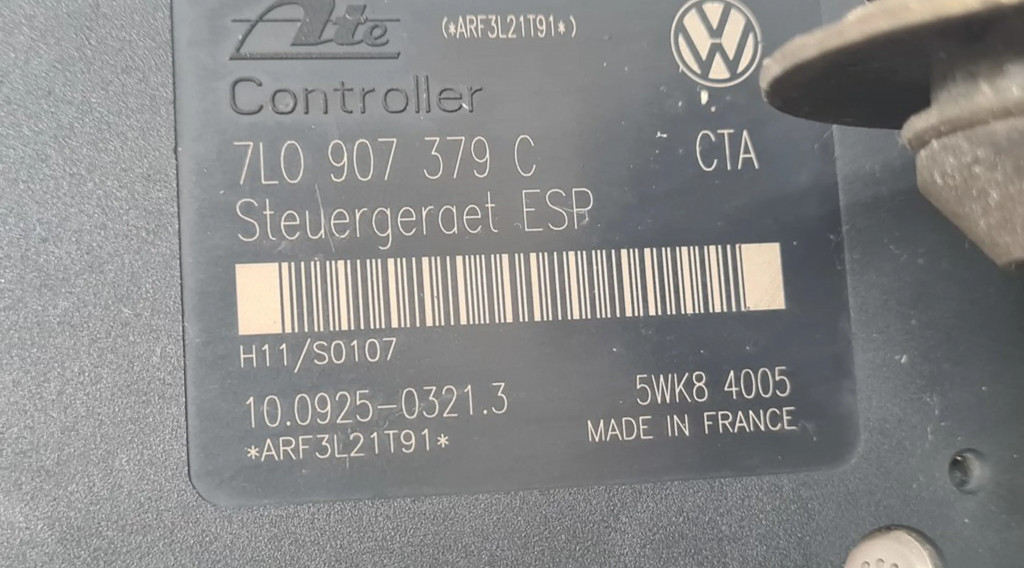 Ate (*ARF3L21T91*)
Controller
7L0 907 379 C CTA
Steuergeraet ESP
H11/S0107
10.0925-0321.3 5WK8 4005
*ARF3L21T91* MADE IN FRANCE